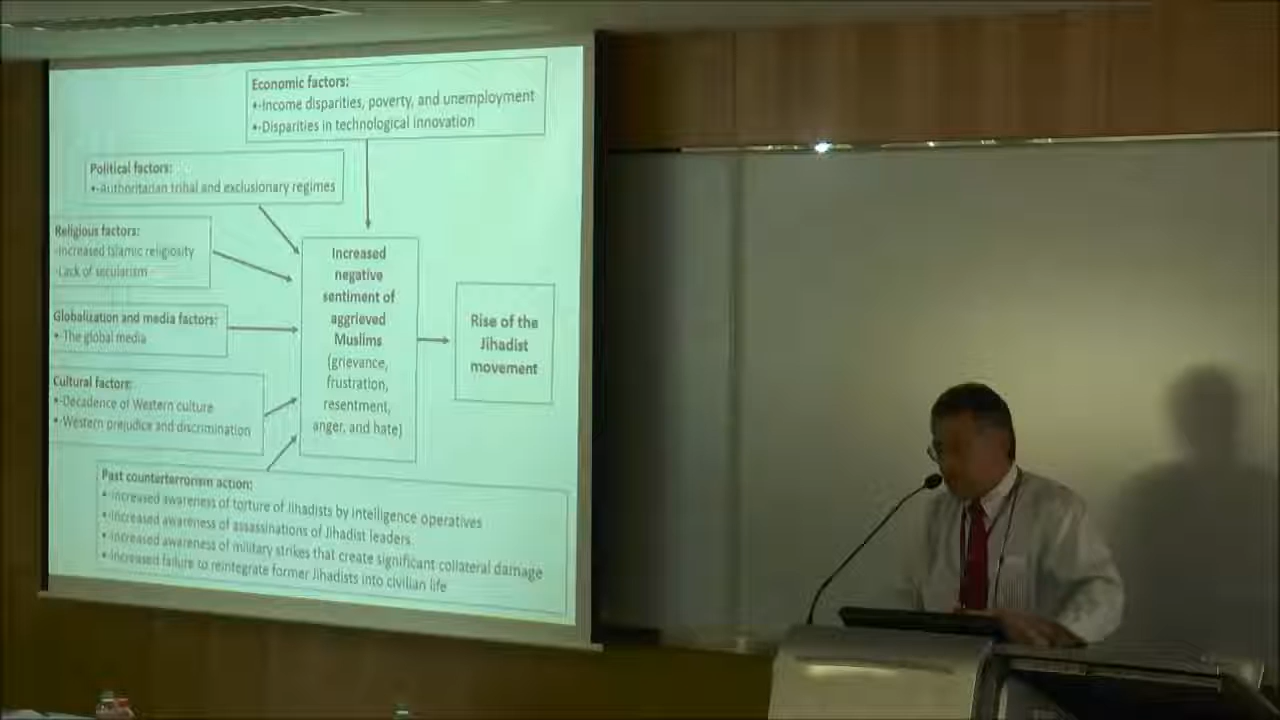 Economic factors:
•-Income disparities, poverty, and unemployment
•-Disparities in technological innovation
Political factors:
•-Authoritarian tribal and exclusionary regimes
Religious factors:
-Increased Islamic religiosity
-Lack of secularism
Globalization and media factors:
•-The global media
Cultural factors:
•-Decadence of Western culture
•-Western prejudice and discrimination
Past counterterrorism action:
•-Increased awareness of torture of Jihadists by intelligence operatives
•-Increased awareness of assassinations of Jihadist leaders
•-Increased awareness of military strikes that create significant collateral damage
•-Increased failure to reintegrate former Jihadists into civilian life
Increased
negative
sentiment of
aggrieved
Muslims
(grievance,
frustration,
resentment,
anger, and hate)
Rise of the
Jihadist
movement